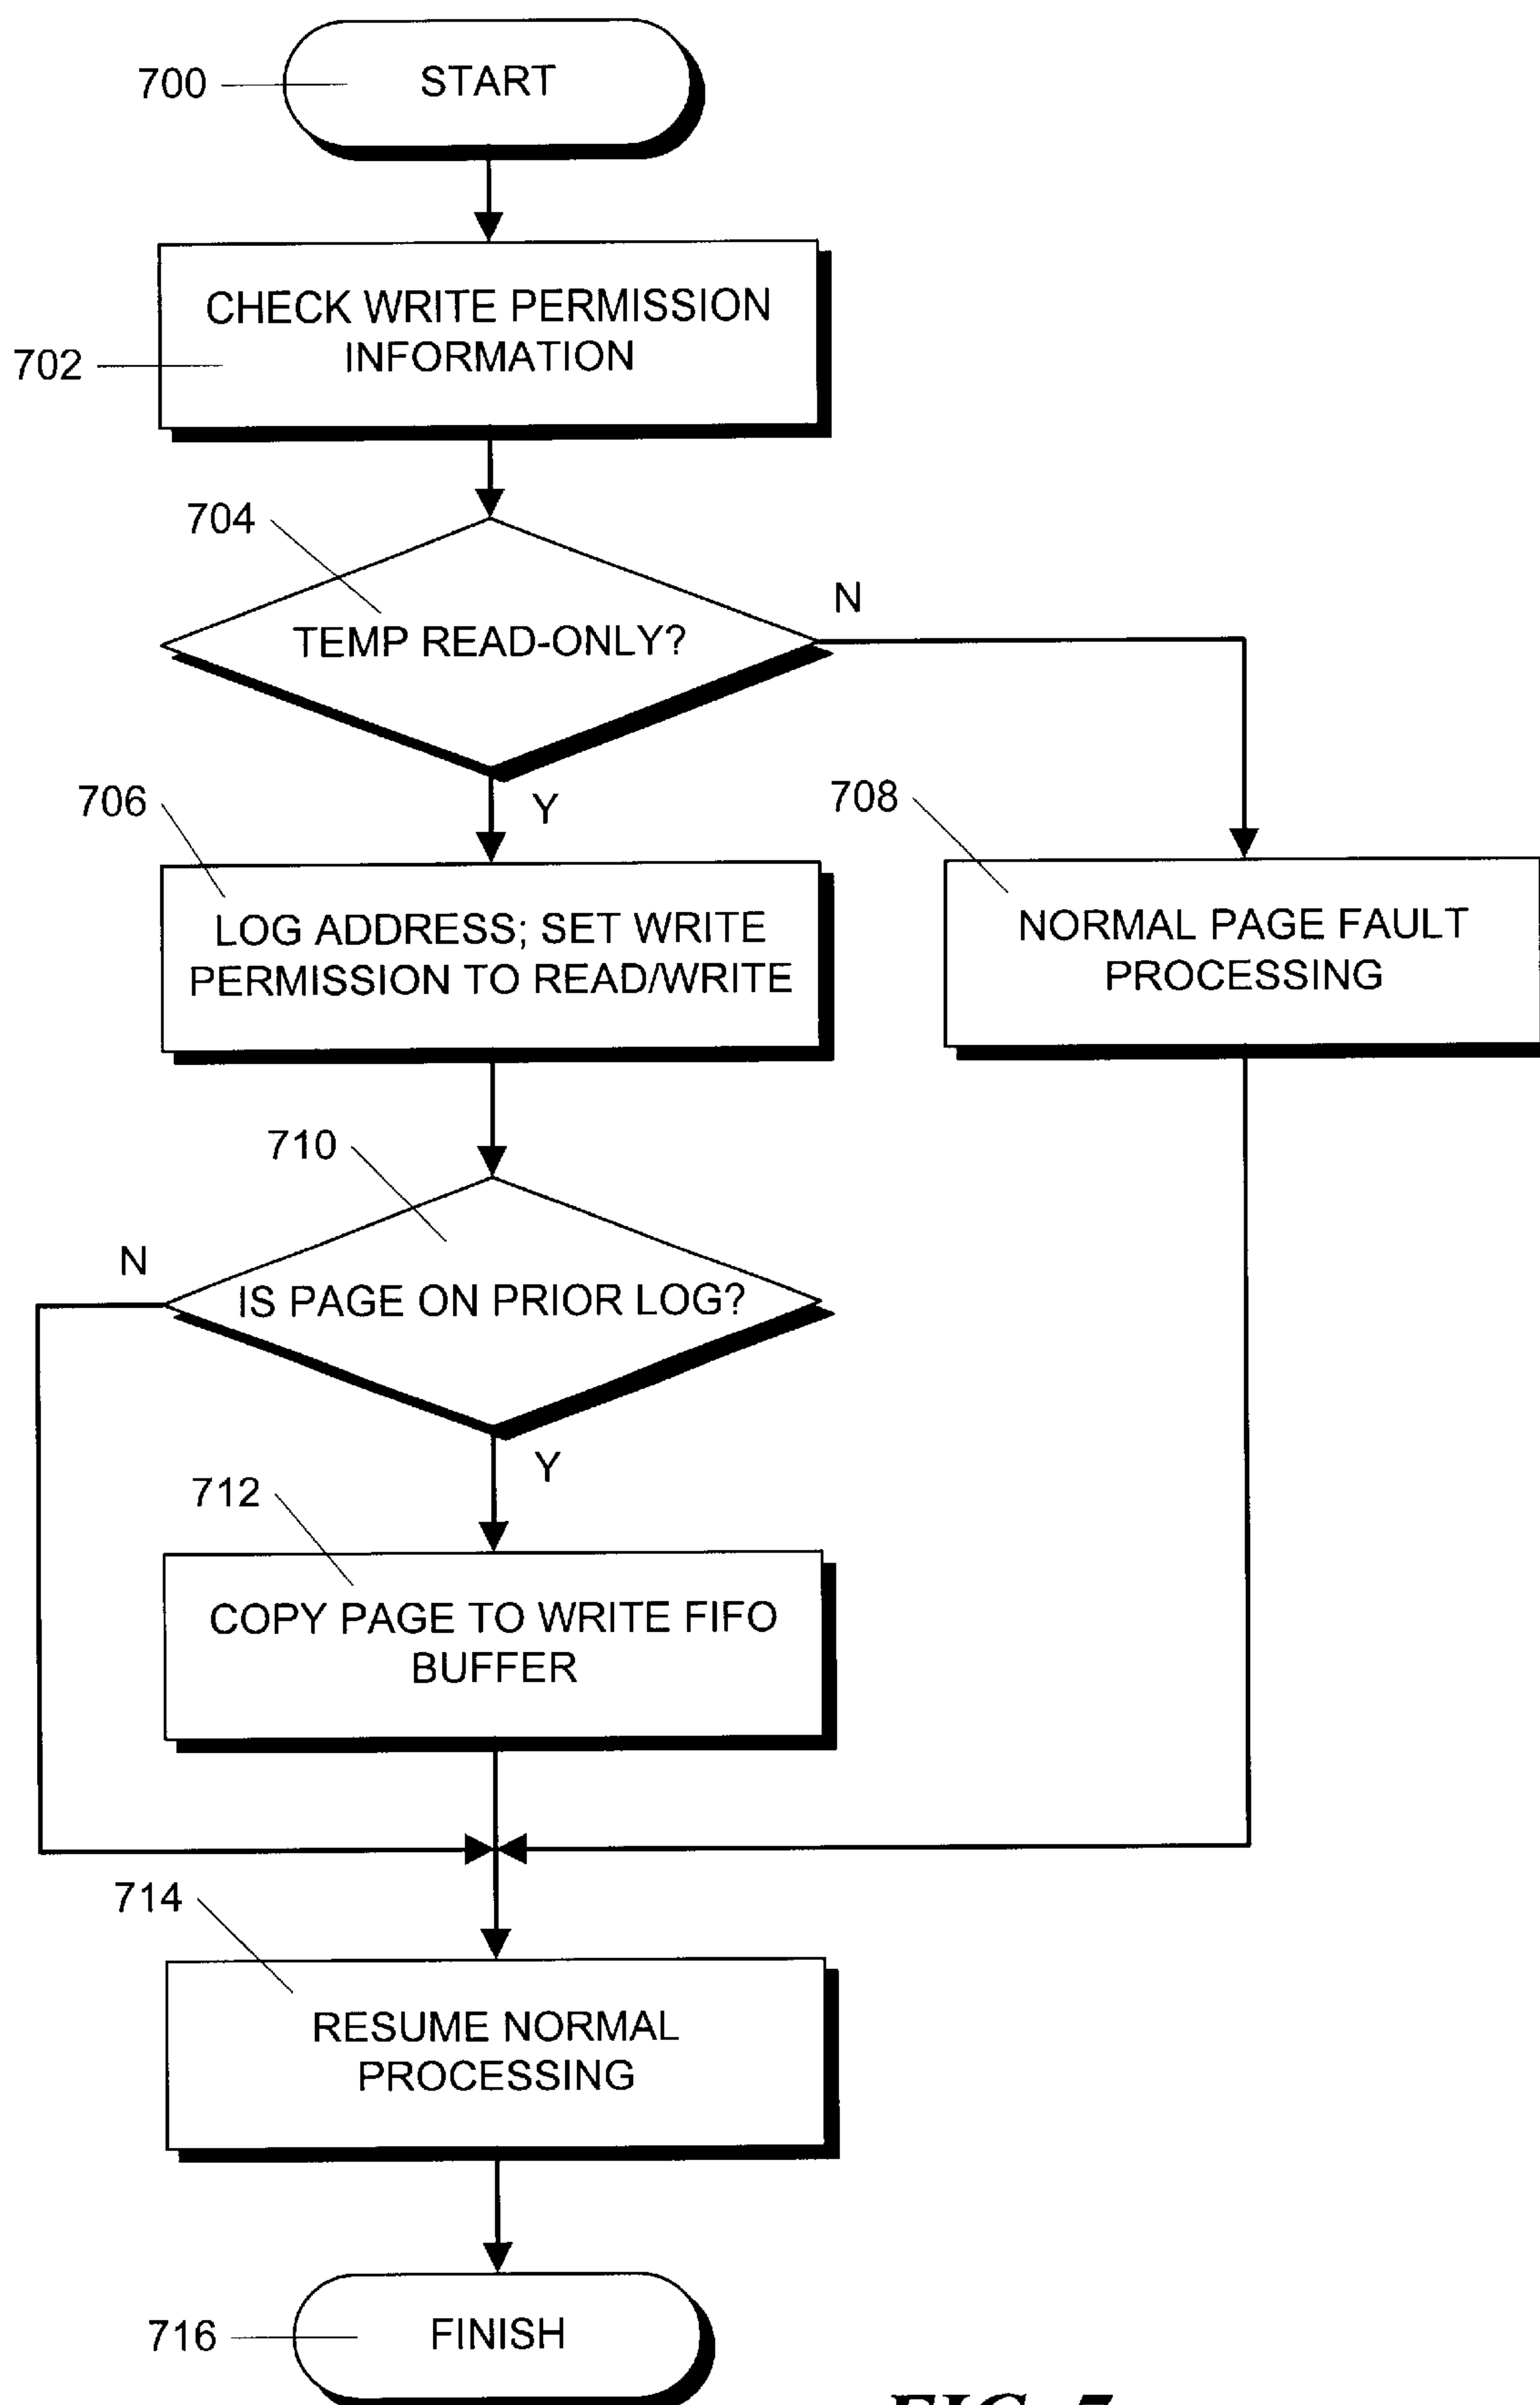 700
START
CHECK WRITE PERMISSION
INFORMATION
702
704
TEMP READ-ONLY?
N
Y
706
LOG ADDRESS; SET WRITE
PERMISSION TO READ/WRITE
708
NORMAL PAGE FAULT
PROCESSING
710
N
IS PAGE ON PRIOR LOG?
Y
712
COPY PAGE TO WRITE FIFO
BUFFER
714
RESUME NORMAL
PROCESSING
716
FINISH